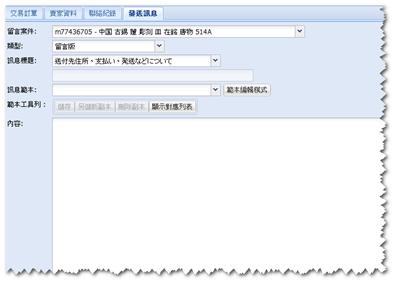 交易訂單 賣家資料 聯絡紀錄 發送訊息
留言案件: m77436705 - 中国 古錫 龍 彫刻 皿 在銘 唐物 514A
類型: 留言版
訊息標題: 送付先住所・支払い・発送などについて
訊息範本: 範本編輯模式
範本工具列: 儲存 另儲新範本 刪除範本 顯示對應列表
內容: